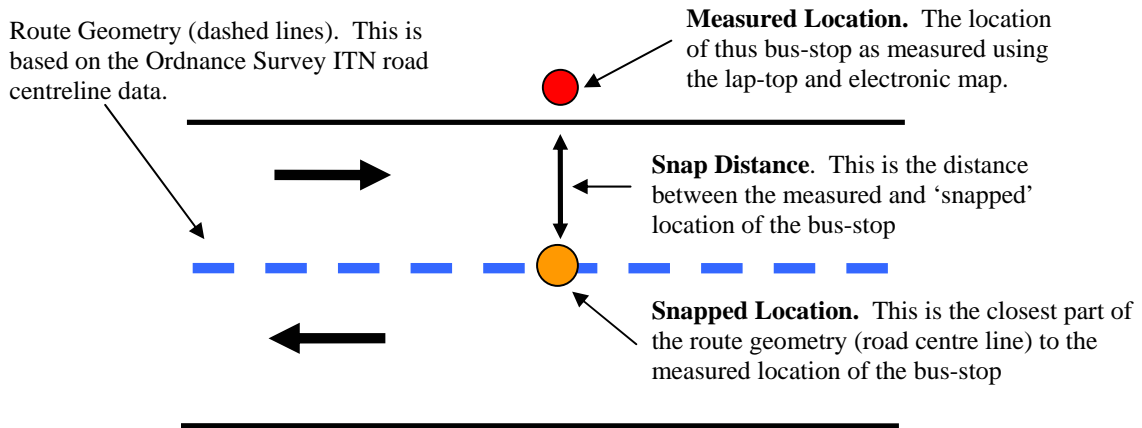 Route Geometry (dashed lines).  This is
based on the Ordnance Survey ITN road
centreline data.
Measured Location.  The location
of thus bus-stop as measured using
the lap-top and electronic map.
Snap Distance.  This is the distance
between the measured and ‘snapped’
location of the bus-stop
Snapped Location.  This is the closest part of
the route geometry (road centre line) to the
measured location of the bus-stop